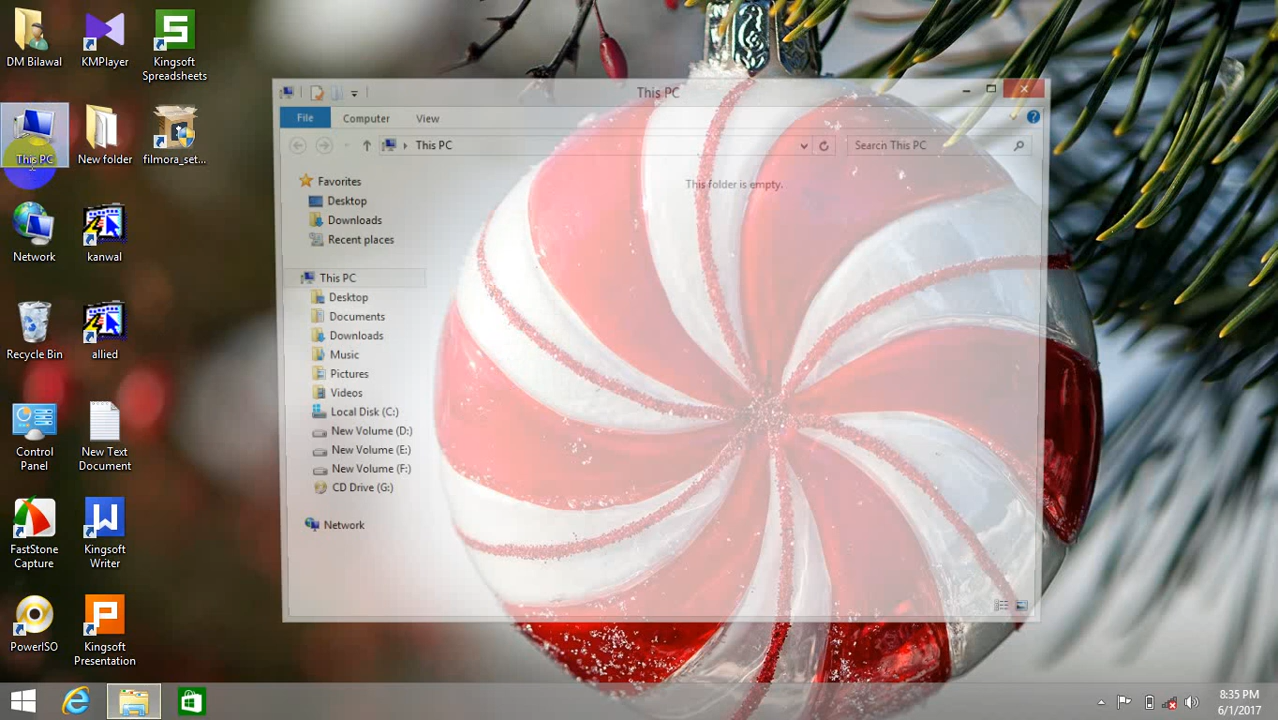 DM Bilawal
KMPlayer
Kingsoft
Spreadsheets
This PC
New folder
filmora_set...
Network
kanwal
Recycle Bin
allied
Control
Panel
New Text
Document
FastStone
Capture
Kingsoft
Writer
PowerISO
Kingsoft
Presentation
This PC
File
Computer
View
This PC
Search This PC
Favorites
Desktop
Downloads
Recent places
This PC
Desktop
Documents
Downloads
Music
Pictures
Videos
Local Disk (C:)
New Volume (D:)
New Volume (E:)
New Volume (F:)
CD Drive (G:)
Network
This folder is empty.
8:35 PM
6/1/2017